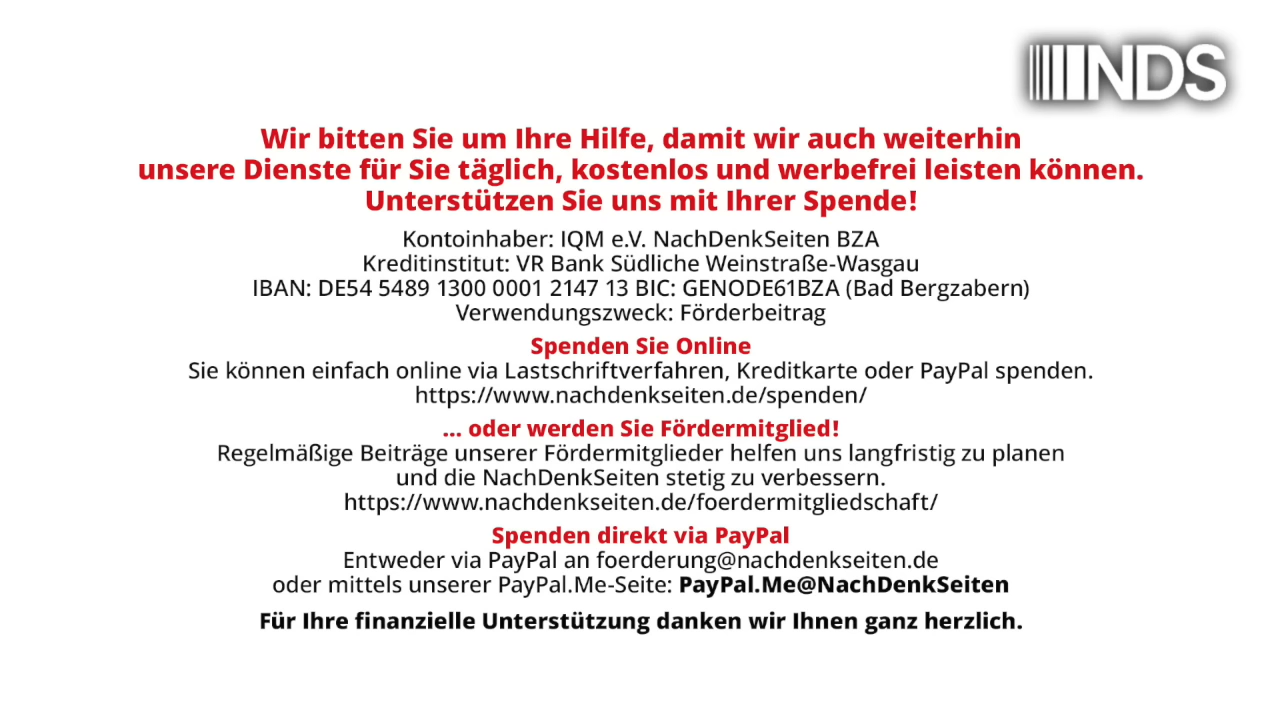 NDS
Wir bitten Sie um Ihre Hilfe, damit wir auch weiterhin
unsere Dienste für Sie täglich, kostenlos und werbefrei leisten können.
Unterstützen Sie uns mit Ihrer Spende!
Kontoinhaber: IQM e.V. NachDenkSeiten BZA
Kreditinstitut: VR Bank Südliche Weinstraße-Wasgau
IBAN: DE54 5489 1300 0001 2147 13 BIC: GENODE61BZA (Bad Bergzabern)
Verwendungszweck: Förderbeitrag
Spenden Sie Online
Sie können einfach online via Lastschriftverfahren, Kreditkarte oder PayPal spenden.
https://www.nachdenkseiten.de/spenden/
... oder werden Sie Fördermitglied!
Regelmäßige Beiträge unserer Fördermitglieder helfen uns langfristig zu planen
und die NachDenkSeiten stetig zu verbessern.
https://www.nachdenkseiten.de/foerdermitgliedschaft/
Spenden direkt via PayPal
Entweder via PayPal an foerderung@nachdenkseiten.de
oder mittels unserer PayPal.Me-Seite: PayPal.Me@NachDenkSeiten
Für Ihre finanzielle Unterstützung danken wir Ihnen ganz herzlich.